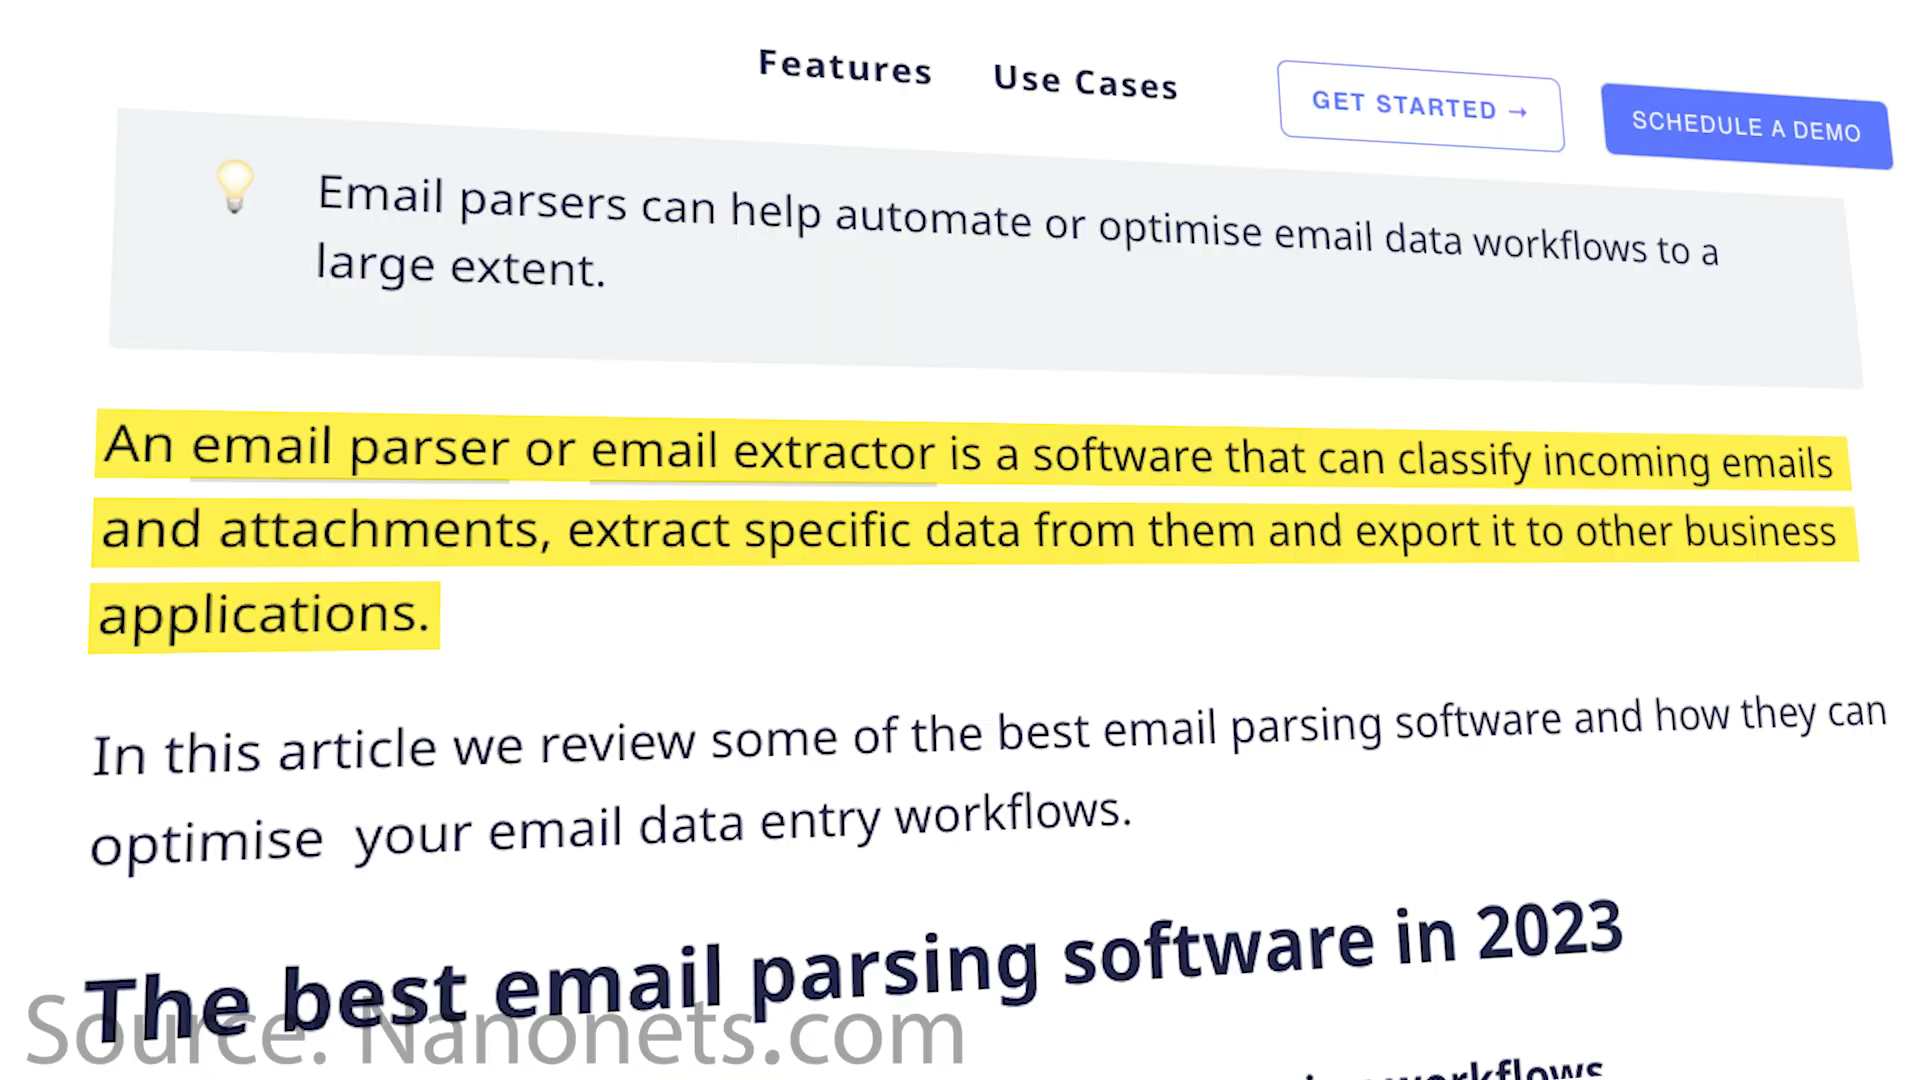 Features Use Cases GET STARTED → SCHEDULE A DEMO
Email parsers can help automate or optimise email data workflows to a
large extent.
An email parser or email extractor is a software that can classify incoming emails
and attachments, extract specific data from them and export it to other business
applications.
In this article we review some of the best email parsing software and how they can
optimise your email data entry workflows.
The best email parsing software in 2023
Source: Nanonets.com
workflows